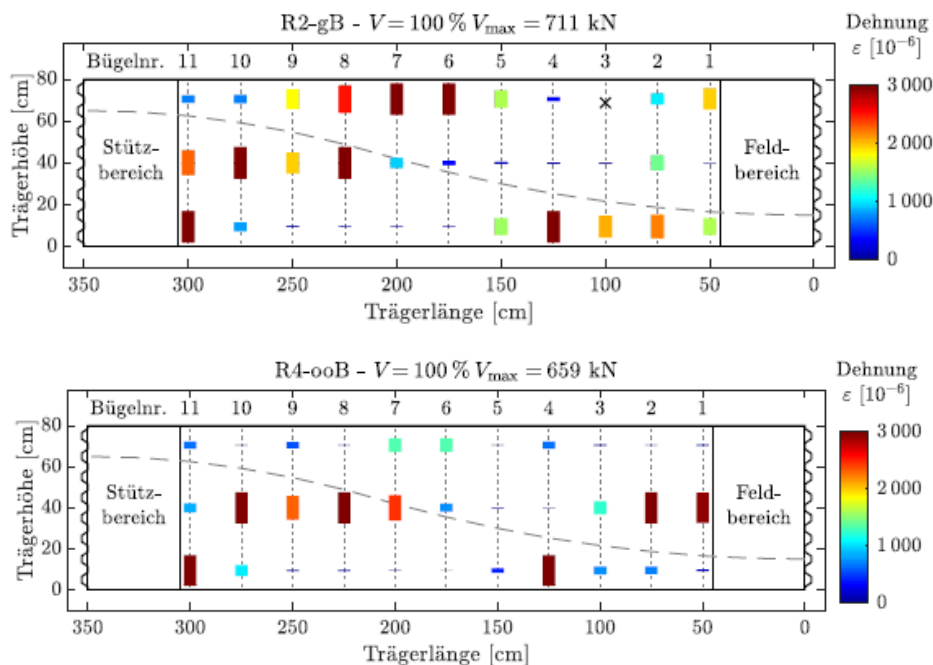 R2-gB - V = 100 % Vmax = 711 kN
Dehnung
ε [10⁻⁶]
Bügelnr. 11 10 9 8 7 6 5 4 3 2 1
Trägerhöhe [cm]
80
60
40
20
0
Stütz-
bereich
Feld-
bereich
3 000
2 000
1 000
0
350 300 250 200 150 100 50 0
Trägerlänge [cm]
R4-ooB - V = 100 % Vmax = 659 kN
Dehnung
ε [10⁻⁶]
Bügelnr. 11 10 9 8 7 6 5 4 3 2 1
Trägerhöhe [cm]
80
60
40
20
0
Stütz-
bereich
Feld-
bereich
3 000
2 000
1 000
0
350 300 250 200 150 100 50 0
Trägerlänge [cm]